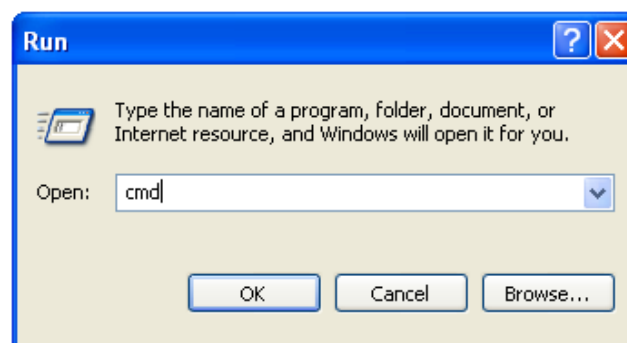 Run
Type the name of a program, folder, document, or
Internet resource, and Windows will open it for you.
Open: cmd
OK Cancel Browse...